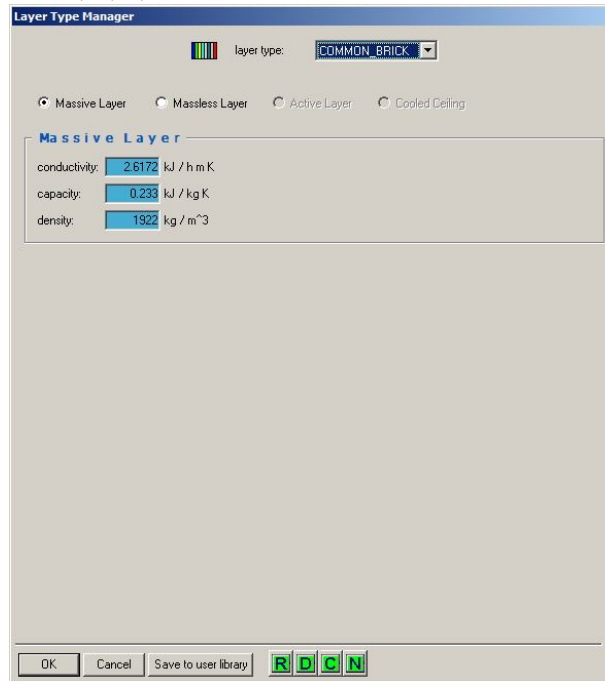 Layer Type Manager
layer type: COMMON_BRICK
Massive Layer Massless Layer Active Layer Cooled Ceiling
Massive Layer
conductivity: 2.6172 kJ / h m K
capacity: 0.233 kJ / kg K
density: 1922 kg / m^3
OK Cancel Save to user library R D C N